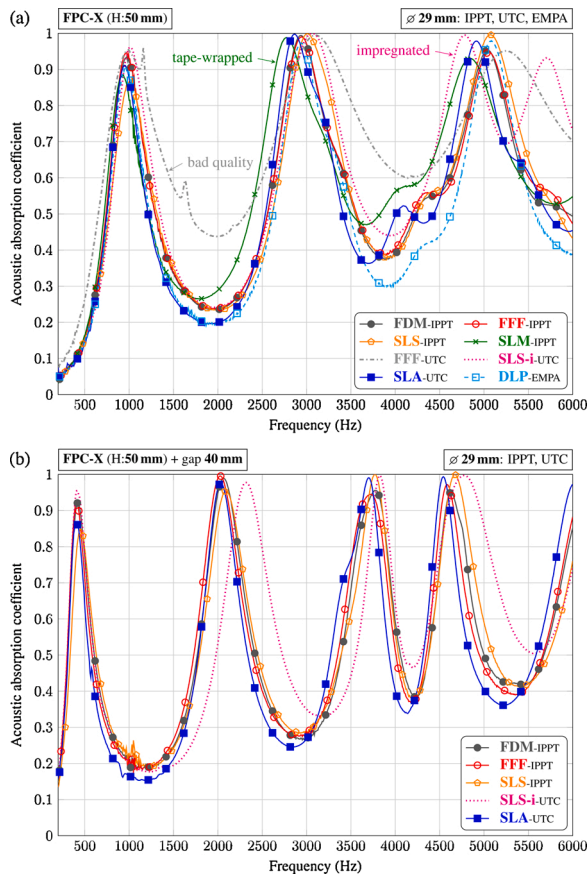 (a)
FPC-X (H:50 mm)
⌀ 29 mm: IPPT, UTC, EMPA
1
0.9
0.8
0.7
0.6
0.5
0.4
0.3
0.2
0.1
0
Acoustic absorption coefficient
tape-wrapped
impregnated
bad quality
FDM-IPPT
FFF-IPPT
SLS-IPPT
SLM-IPPT
FFF-UTC
SLS-i-UTC
SLA-UTC
DLP-EMPA
500 1000 1500 2000 2500 3000 3500 4000 4500 5000 5500 6000
Frequency (Hz)
(b)
FPC-X (H:50 mm) + gap 40 mm
⌀ 29 mm: IPPT, UTC
1
0.9
0.8
0.7
0.6
0.5
0.4
0.3
0.2
0.1
0
Acoustic absorption coefficient
FDM-IPPT
FFF-IPPT
SLS-IPPT
SLS-i-UTC
SLA-UTC
500 1000 1500 2000 2500 3000 3500 4000 4500 5000 5500 6000
Frequency (Hz)